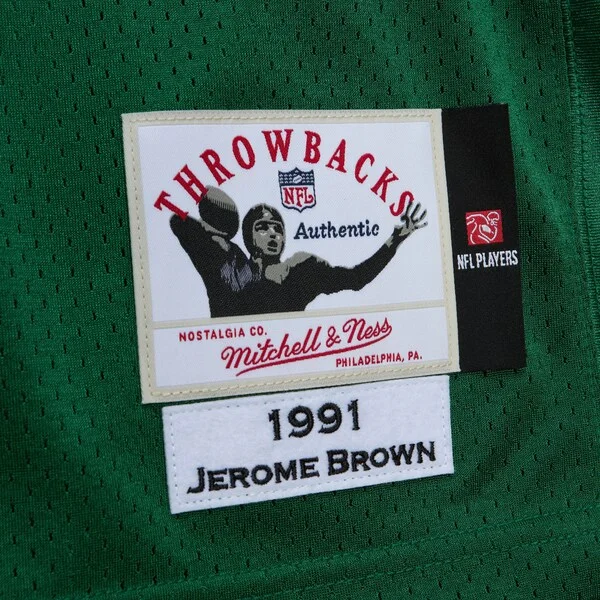 THROWBACKS
NFL
Authentic
NFL PLAYERS
NOSTALGIA CO.
Mitchell & Ness
PHILADELPHIA, PA.
1991
JEROME BROWN